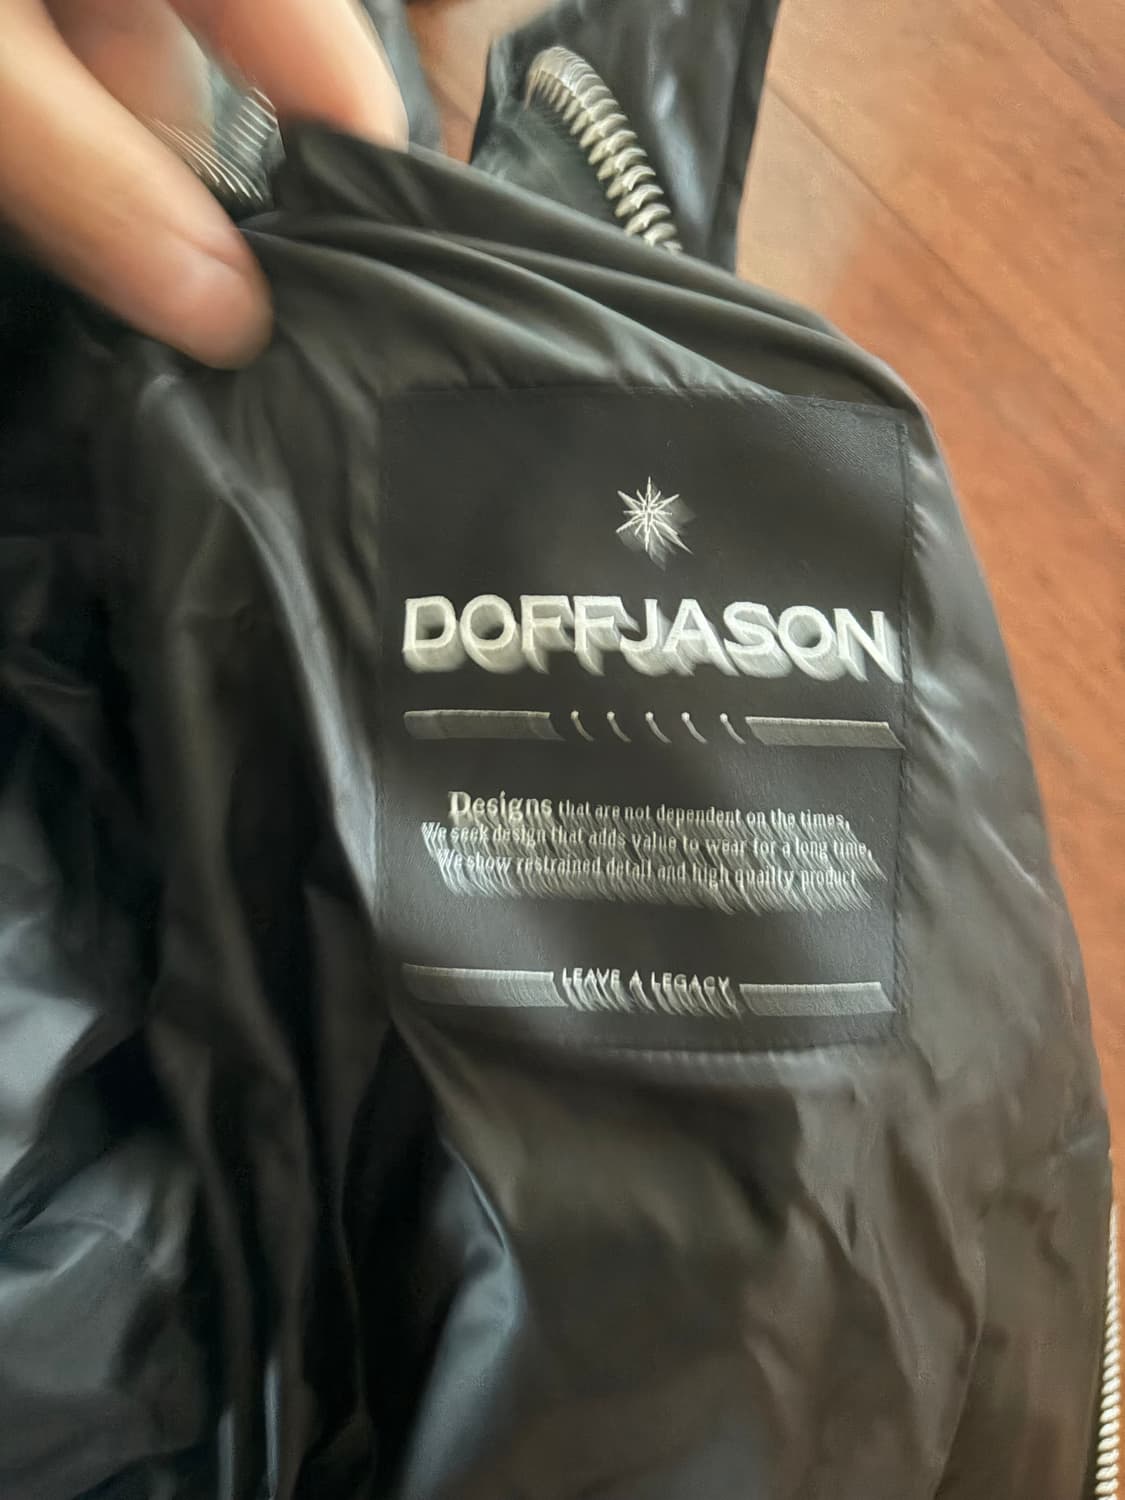 DOFFJASON
Designs that are not dependent on the times,
We seek design that adds value to wear for a long time,
We show restrained detail and high quailty product
LEAVE A LEGACY